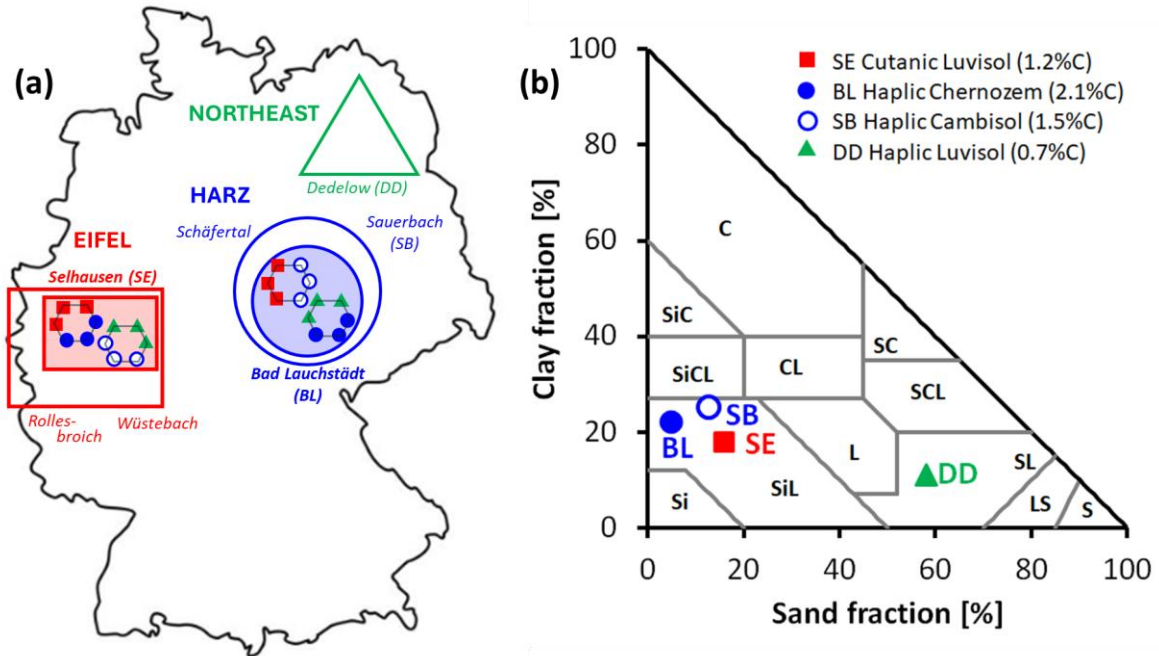 (a)
NORTHEAST
Dedelow (DD)
HARZ
Schäfertal
Sauerbach
(SB)
EIFEL
Selhausen (SE)
Bad Lauchstädt
(BL)
Rolles-
broich
Wüstebach
(b)
SE Cutanic Luvisol (1.2%C)
BL Haplic Chernozem (2.1%C)
SB Haplic Cambisol (1.5%C)
DD Haplic Luvisol (0.7%C)
Clay fraction [%]
100
80
60
40
20
0
C
SiC
SC
SiCL
CL
SCL
SB
BL
SE
L
SL
DD
Si
SiL
LS
S
0
20
40
60
80
100
Sand fraction [%]